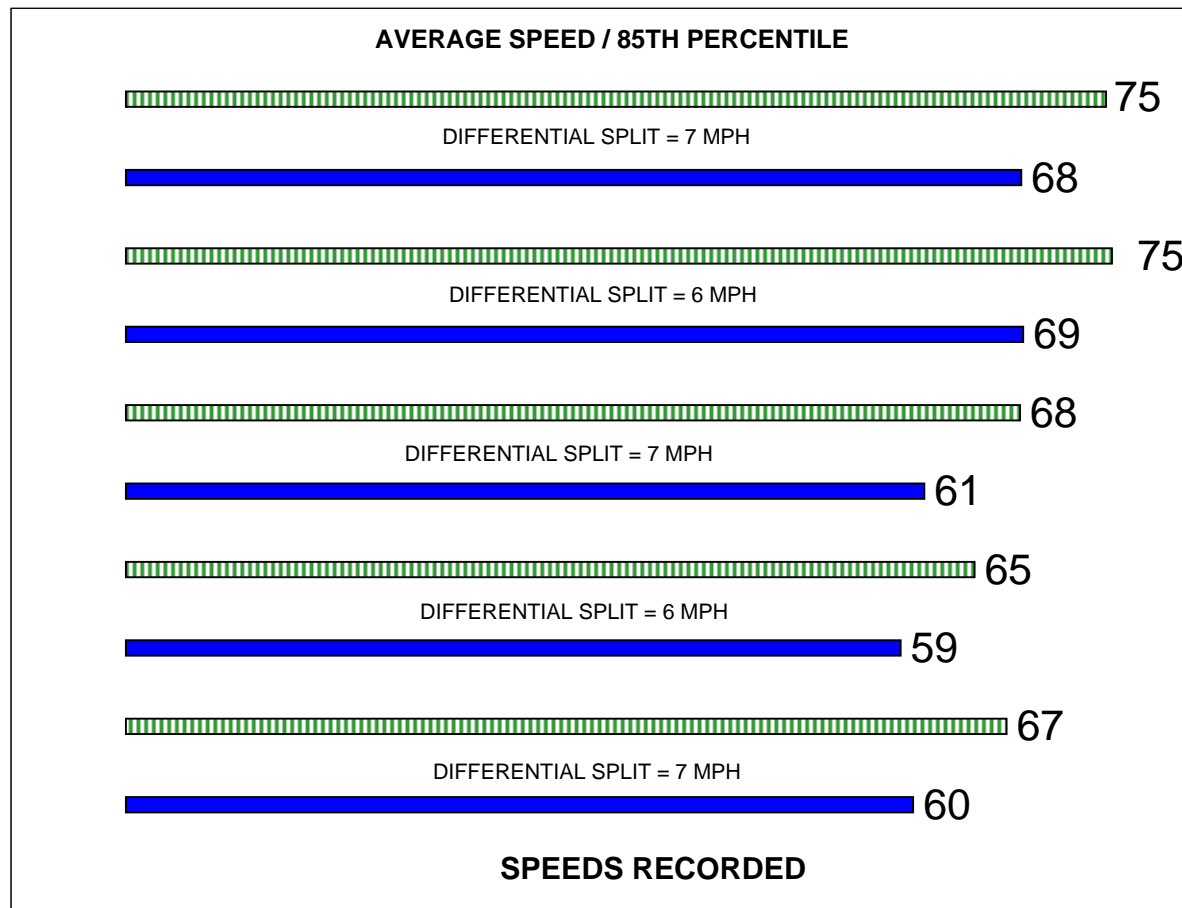 AVERAGE SPEED / 85TH PERCENTILE
75
DIFFERENTIAL SPLIT = 7 MPH
68
75
DIFFERENTIAL SPLIT = 6 MPH
69
68
DIFFERENTIAL SPLIT = 7 MPH
61
65
DIFFERENTIAL SPLIT = 6 MPH
59
67
DIFFERENTIAL SPLIT = 7 MPH
60
SPEEDS RECORDED